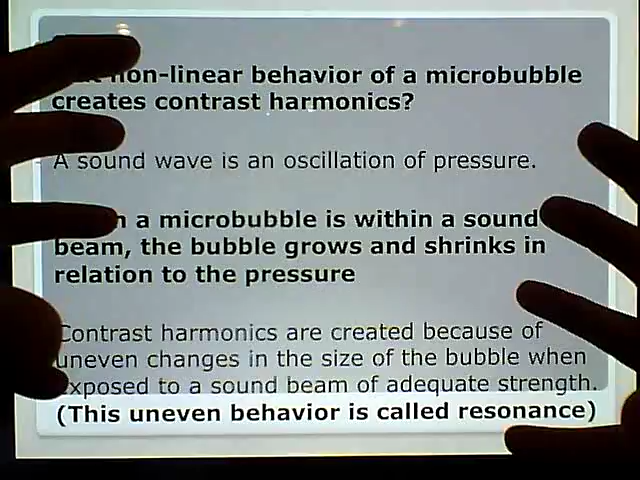 non-linear behavior of a microbubble
creates contrast harmonics?
A sound wave is an oscillation of pressure.
a microbubble is within a sound
beam, the bubble grows and shrinks in
relation to the pressure
Contrast harmonics are created because of
uneven changes in the size of the bubble when
exposed to a sound beam of adequate strength.
(This uneven behavior is called resonance)